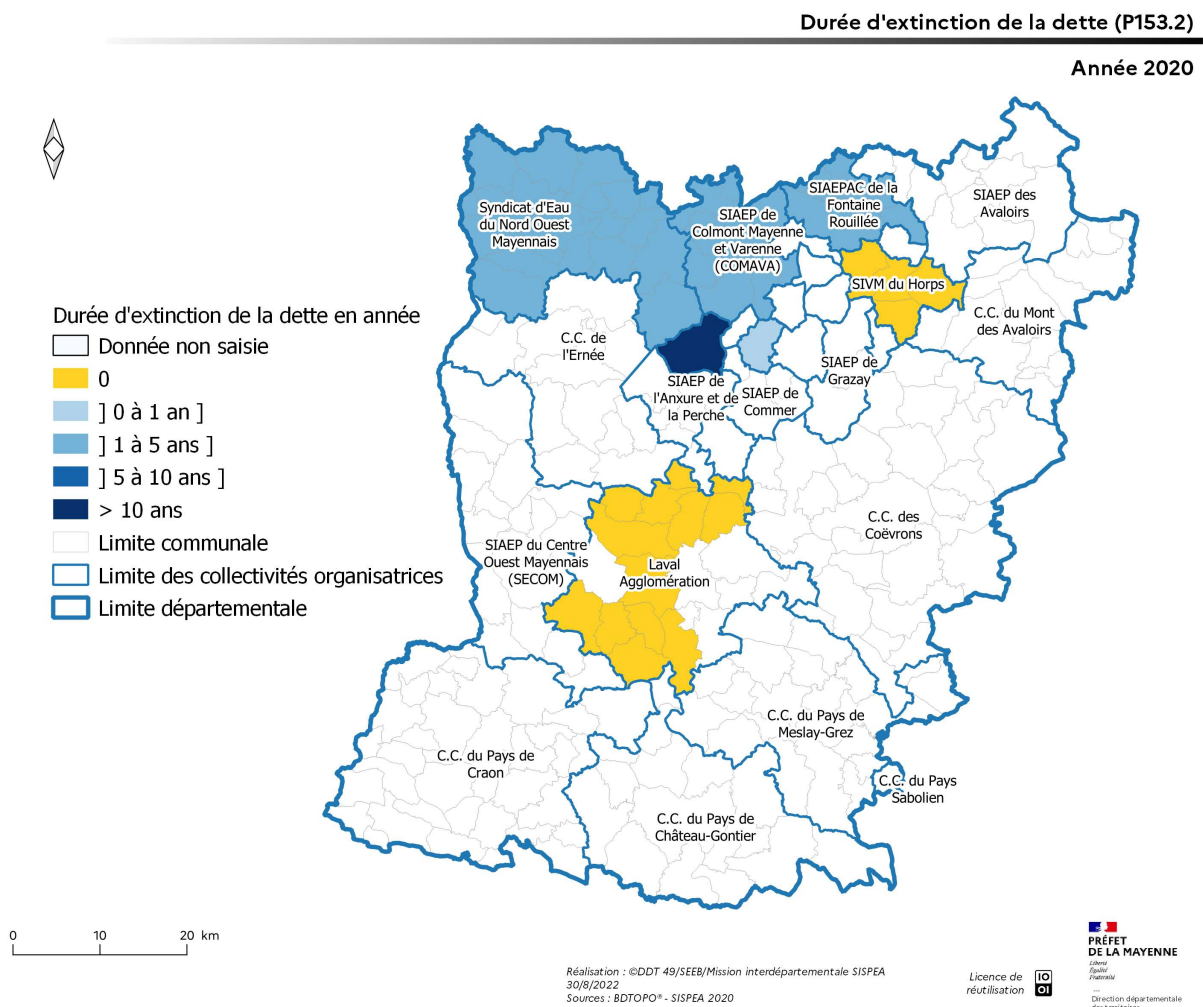 Durée d'extinction de la dette (P153.2)
Année 2020
Syndicat d'Eau
du Nord Ouest
Mayennais
SIAEP de
Colmont Mayenne
et Varenne
(COMAVA)
SIAEPAC de la
Fontaine
Rouillée
SIAEP des
Avaloirs
SIVM du Horps
C.C. du Mont
des Avaloirs
C.C. de
l'Ernée
SIAEP de
l'Anxure et de
la Perche
SIAEP de
Commer
SIAEP de
Grazay
Durée d'extinction de la dette en année
Donnée non saisie
0
] 0 à 1 an ]
] 1 à 5 ans ]
] 5 à 10 ans ]
> 10 ans
Limite communale
Limite des collectivités organisatrices
Limite départementale
SIAEP du Centre
Ouest Mayennais
(SECOM)
Laval
Agglomération
C.C. des
Coëvrons
C.C. du Pays de
Meslay-Grez
C.C. du Pays de
Craon
C.C. du Pays
Sabolien
C.C. du Pays de
Château-Gontier
0 10 20 km
Réalisation : ©DDT 49/SEEB/Mission interdépartementale SISPEA
30/8/2022
Sources : BDTOPO® - SISPEA 2020
Licence de
réutilisation
IO
OI
PRÉFET
DE LA MAYENNE
Liberté
Égalité
Fraternité
Direction départementale
des territoires